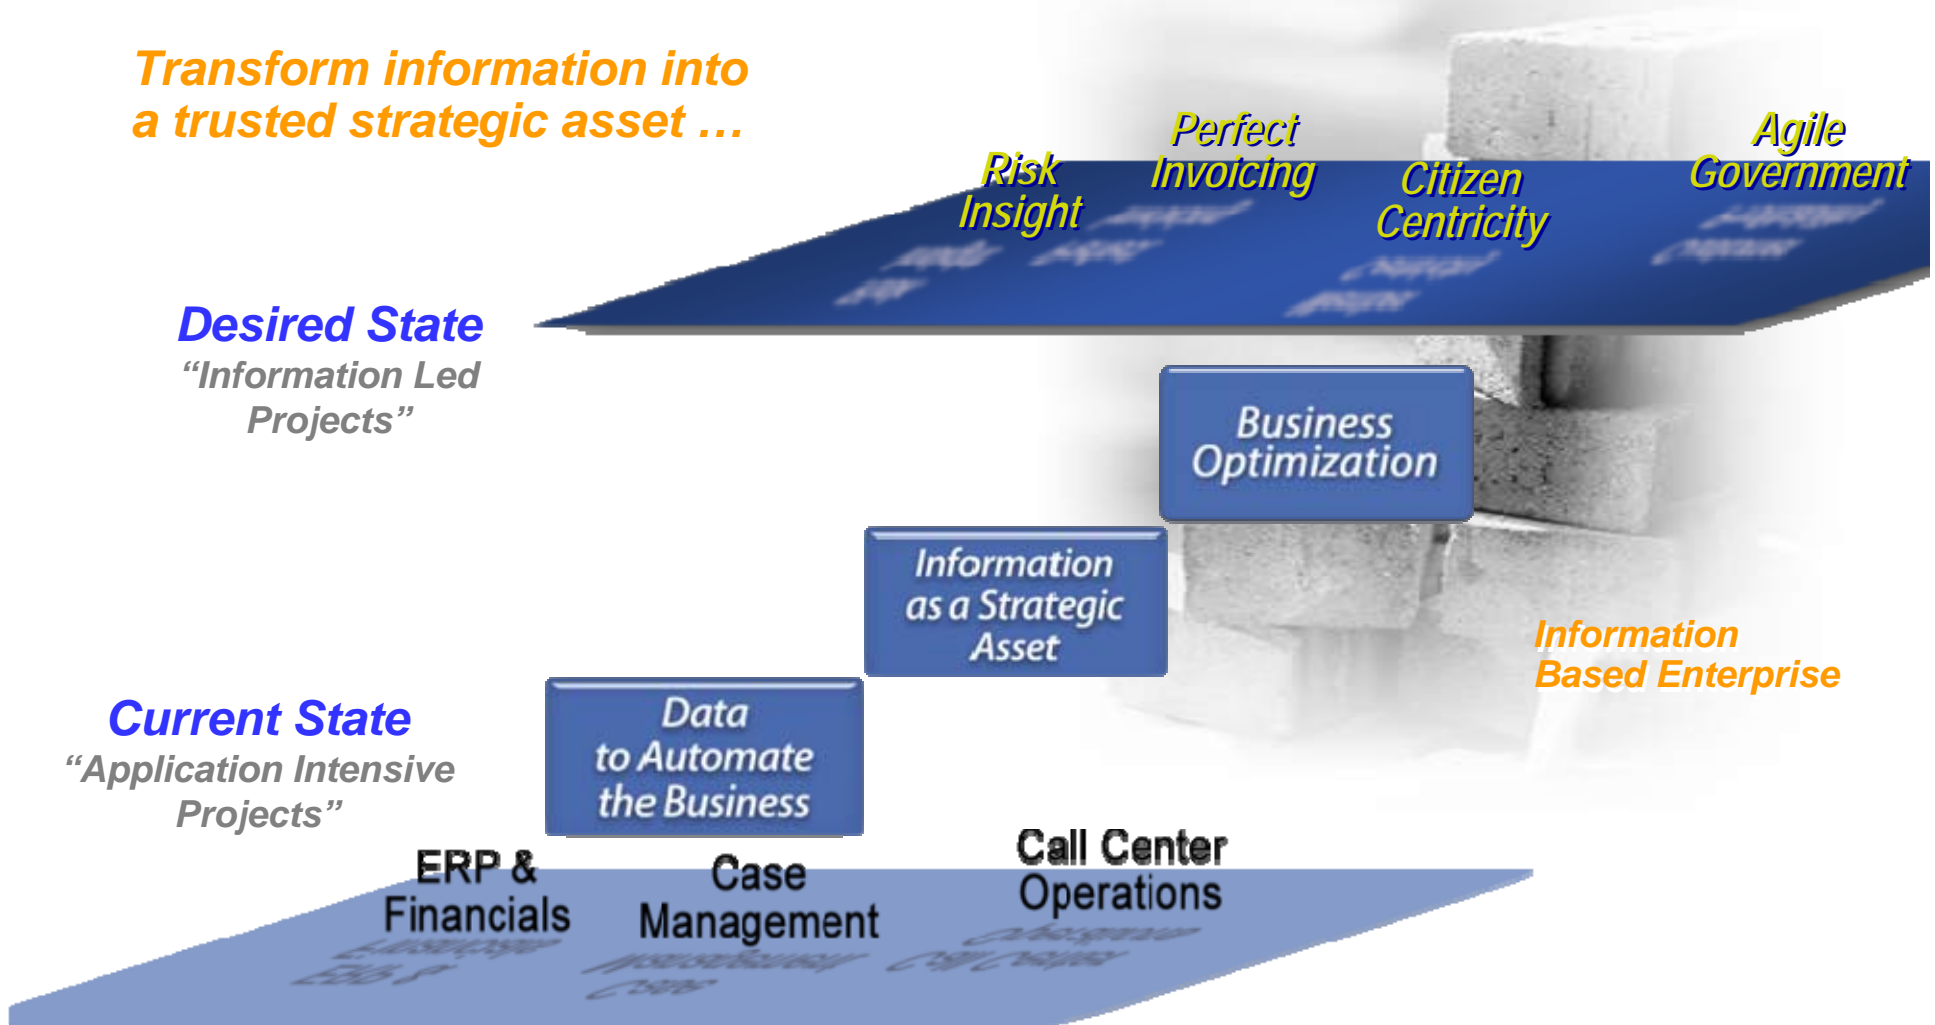 Transform information into
a trusted strategic asset …
Risk
Insight
Perfect
Invoicing
Citizen
Centricity
Agile
Government
Desired State
“Information Led
Projects”
Business
Optimization
Information
as a Strategic
Asset
Information
Based Enterprise
Current State
“Application Intensive
Projects”
Data
to Automate
the Business
ERP &
Financials
Case
Management
Call Center
Operations